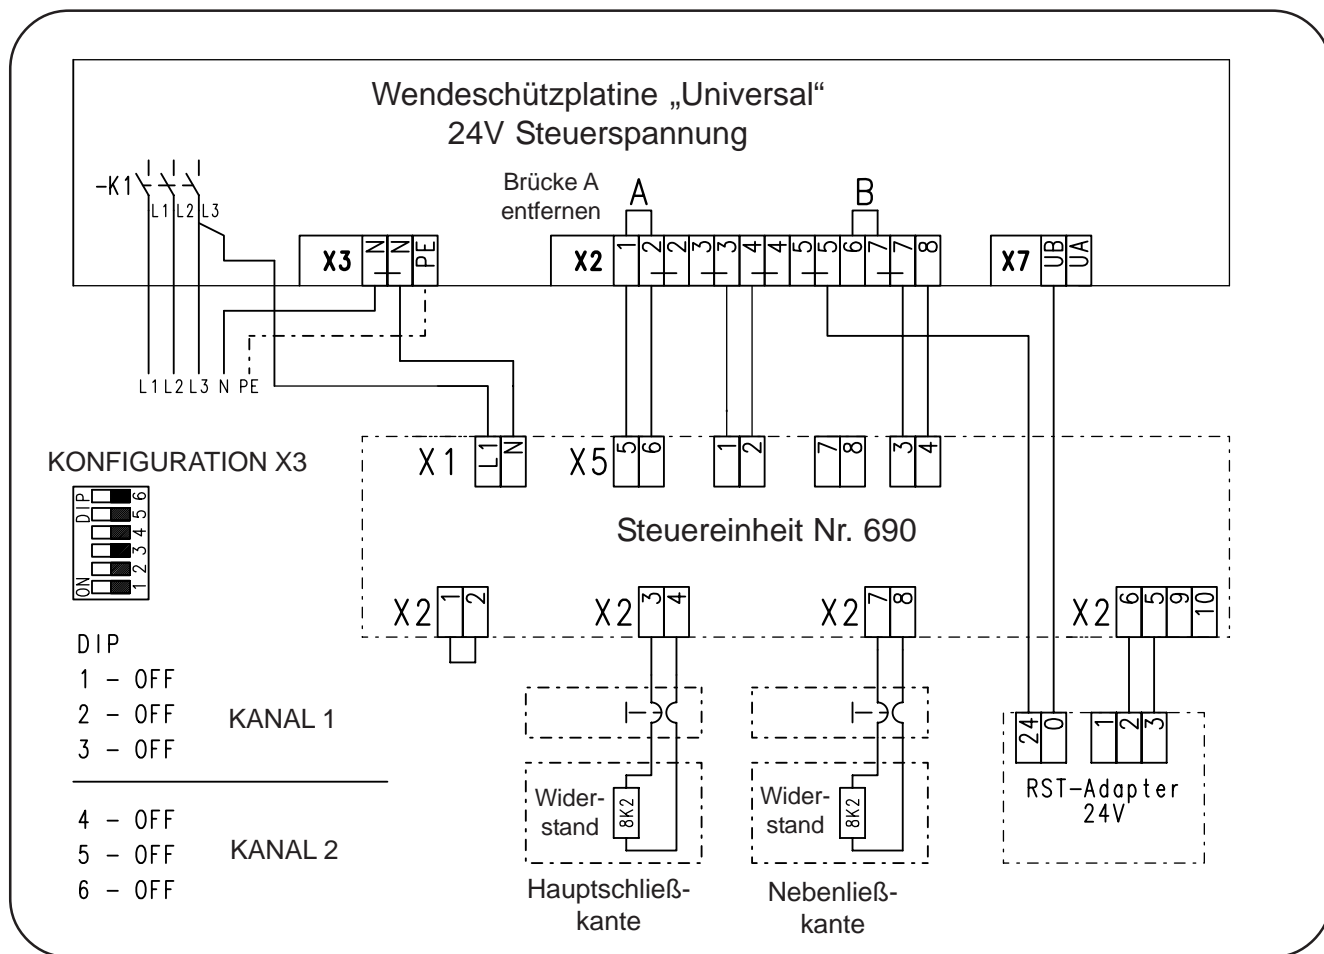 Wendeschützplatine „Universal“
24V Steuerspannung
Brücke A
entfernen
A
B
-K1
L1 L2 L3
X3 N N PE
X2 1 2 2 3 3 4 4 5 5 6 7 7 8
X7 UB UA
L1 L2 L3 N PE
X1 L1 N
X5 5 6
1 2
7 8
3 4
KONFIGURATION X3
DIP
ON
1 2 3 4 5 6
Steuereinheit Nr. 690
X2 1 2
X2 3 4
X2 7 8
X2 6 5 9 10
DIP
1 - OFF
2 - OFF
3 - OFF
KANAL 1
4 - OFF
5 - OFF
6 - OFF
KANAL 2
Wider-
stand
8K2
Hauptschließ-
kante
Wider-
stand
8K2
Nebenließ-
kante
24 0
1 2 3
RST-Adapter
24V